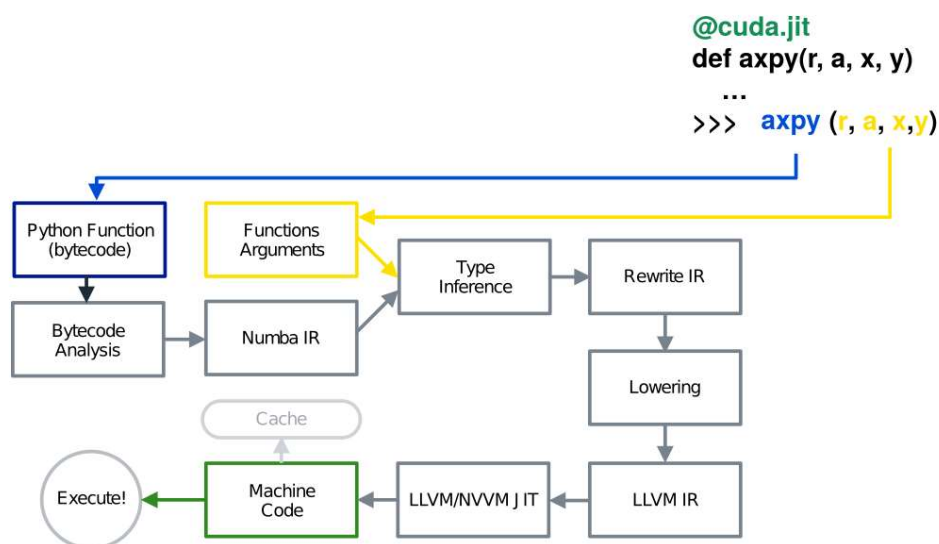 @cuda.jit
def axpy(r, a, x, y)
...
>>> axpy (r, a, x,y)
Python Function
(bytecode)
Functions
Arguments
Type
Inference
Rewrite IR
Bytecode
Analysis
Numba IR
Lowering
Cache
Execute!
Machine
Code
LLVM/NVVM JIT
LLVM IR